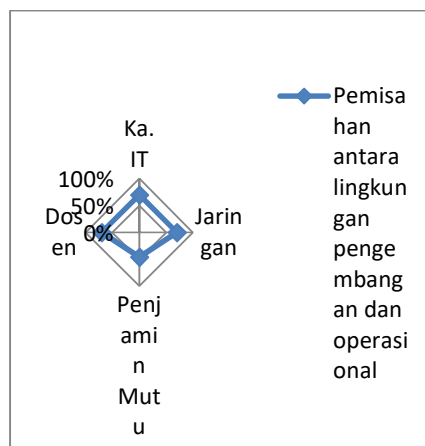 Ka.
IT
100%
50%
0%
Dos
en
Jarin
gan
Penj
ami
n
Mut
u
Pemisa
han
antara
lingkun
gan
penge
mbang
an dan
operasi
onal